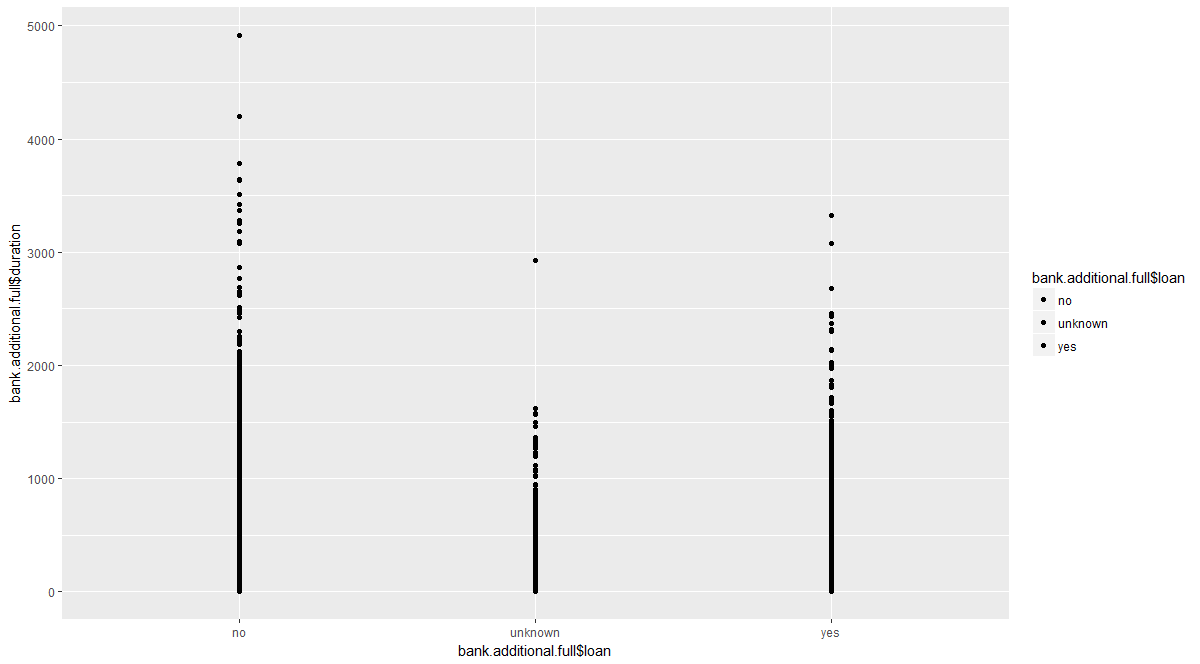 5000
4000
3000
2000
1000
0
bank.additional.full$duration
no
unknown
yes
bank.additional.full$loan
bank.additional.full$loan
no
unknown
yes